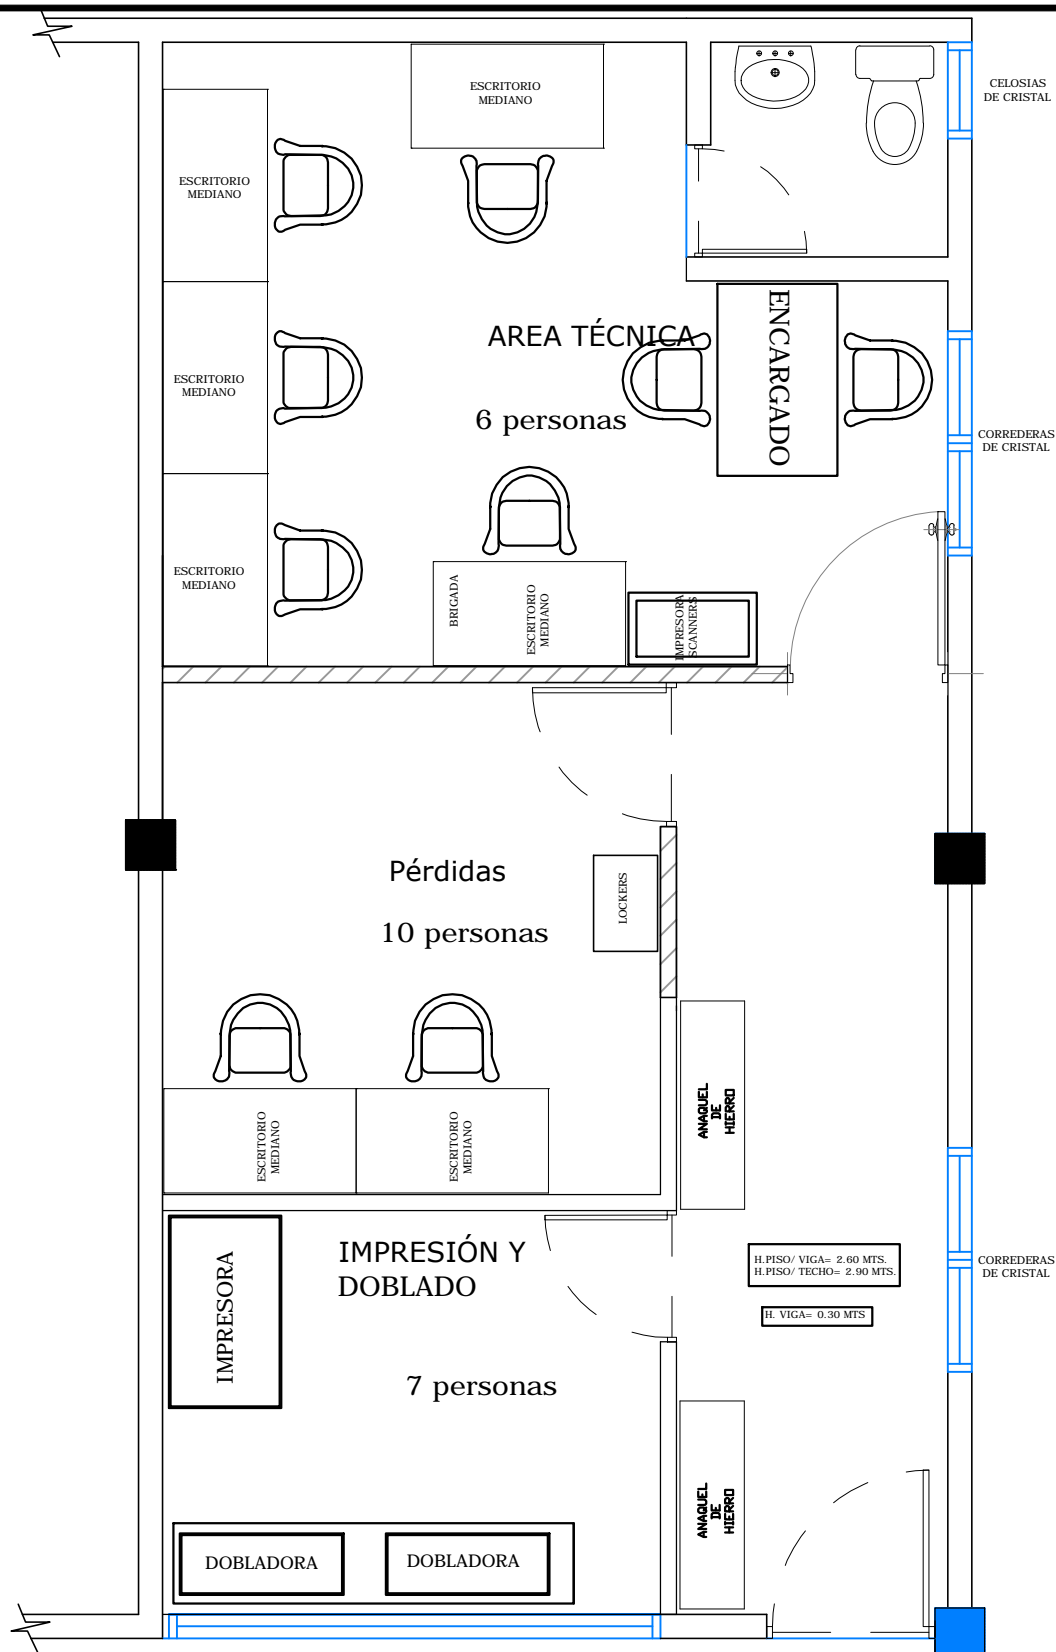 ESCRITORIO
MEDIANO
CELOSIAS
DE CRISTAL
ESCRITORIO
MEDIANO
ENCARGADO
AREA TÉCNICA
ESCRITORIO
MEDIANO
6 personas
CORREDERAS
DE CRISTAL
ESCRITORIO
MEDIANO
BRIGADA
ESCRITORIO
MEDIANO
IMPRESORA
SCANNERS
Pérdidas
LOCKERS
10 personas
ANAQUEL
DE
HIERRO
ESCRITORIO
MEDIANO
ESCRITORIO
MEDIANO
IMPRESIÓN Y
DOBLADO
H.PISO/ VIGA= 2.60 MTS.
H.PISO/ TECHO= 2.90 MTS.
CORREDERAS
DE CRISTAL
IMPRESORA
H. VIGA= 0.30 MTS
7 personas
ANAQUEL
DE
HIERRO
DOBLADORA
DOBLADORA